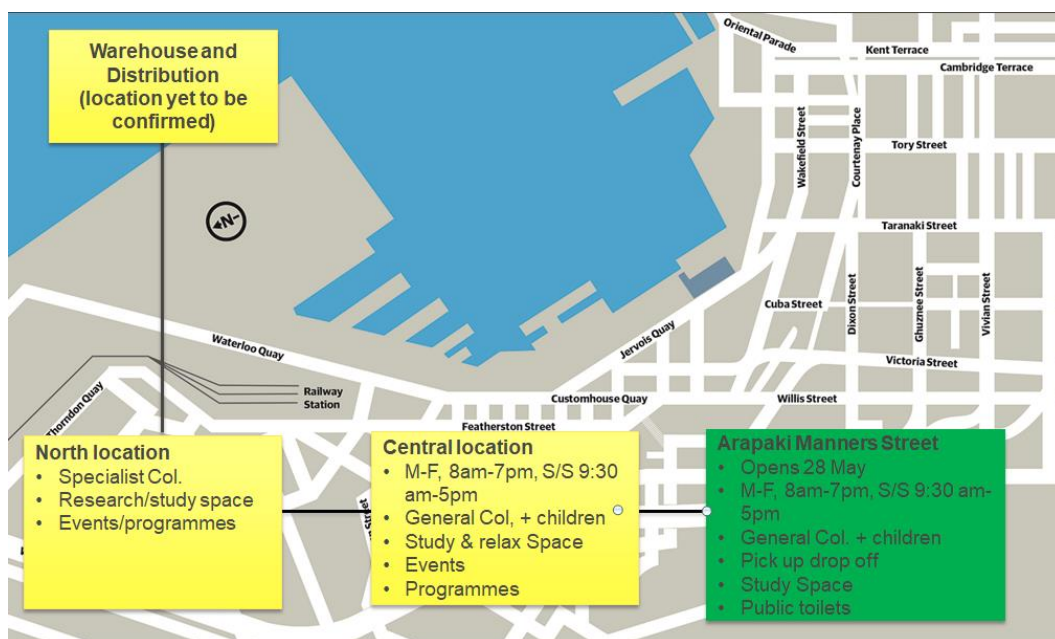 Warehouse and
Distribution
(location yet to be
confirmed)
Oriental Parade
Kent Terrace
Cambridge Terrace
Wakefield Street
Courtenay Place
Tory Street
N
Taranaki Street
Cuba Street
Dixon Street
Ghuznee Street
Vivian Street
Waterloo Quay
Jervois Quay
Victoria Street
Thorndon Quay
Railway
Station
Customhouse Quay
Willis Street
Featherston Street
North location
• Specialist Col.
• Research/study space
• Events/programmes
Central location
• M-F, 8am-7pm, S/S 9:30
am-5pm
• General Col, + children
• Study & relax Space
• Events
• Programmes
Street
Arapaki Manners Street
• Opens 28 May
• M-F, 8am-7pm, S/S 9:30 am-
5pm
• General Col. + children
• Pick up drop off
• Study Space
• Public toilets